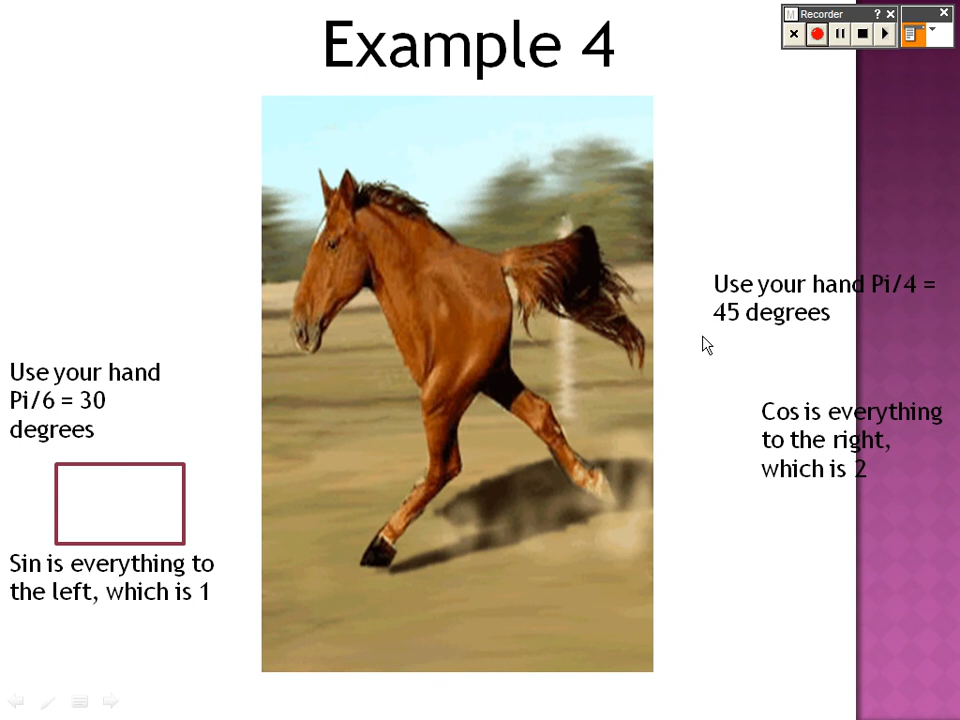 Example 4
Recorder
Use your hand Pi/4 =
45 degrees
Use your hand
Pi/6 = 30
degrees
Cos is everything
to the right,
which is 2
Sin is everything to
the left, which is 1